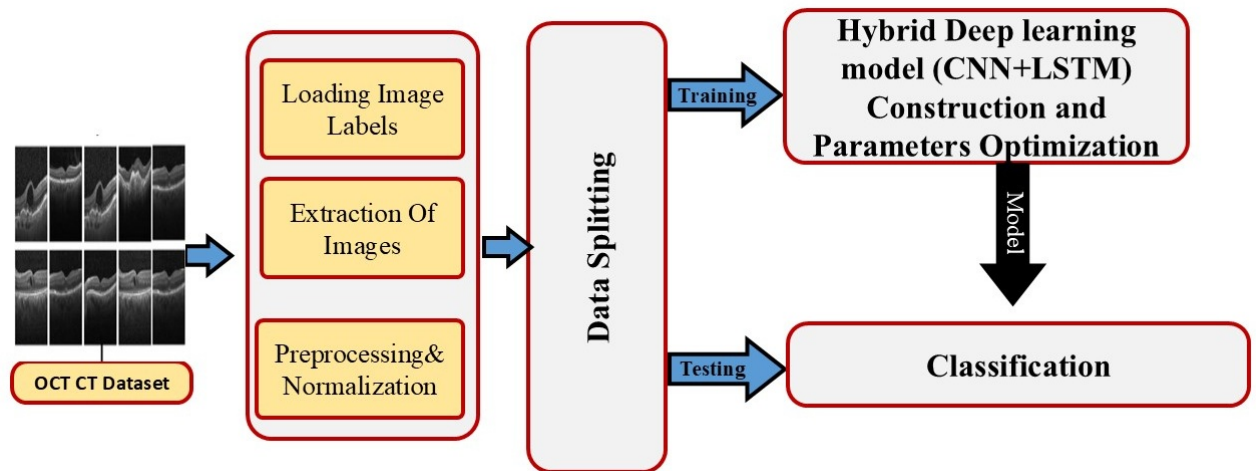 OCT CT Dataset
Loading Image
Labels
Extraction Of
Images
Preprocessing&
Normalization
Data Splitting
Training
Testing
Hybrid Deep learning
model (CNN+LSTM)
Construction and
Parameters Optimization
Model
Classification